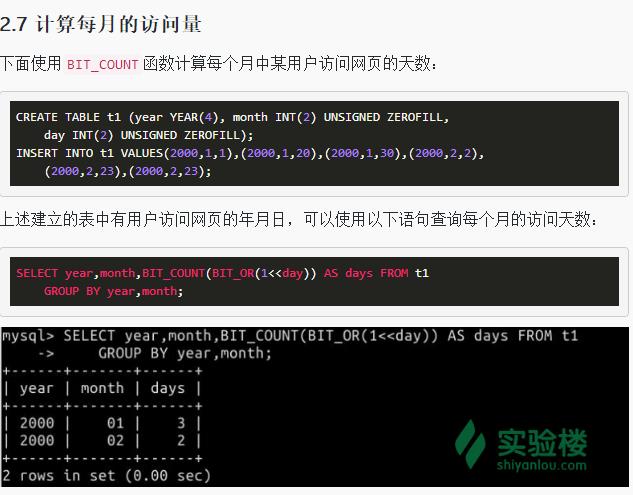 2.7 计算每月的访问量
下面使用 BIT_COUNT 函数计算每个月中某用户访问网页的天数：
CREATE TABLE t1 (year YEAR(4), month INT(2) UNSIGNED ZEROFILL,
    day INT(2) UNSIGNED ZEROFILL);
INSERT INTO t1 VALUES(2000,1,1),(2000,1,20),(2000,1,30),(2000,2,2),
    (2000,2,23),(2000,2,23);
上述建立的表中有用户访问网页的年月日，可以使用以下语句查询每个月的访问天数：
SELECT year,month,BIT_COUNT(BIT_OR(1<<day)) AS days FROM t1
    GROUP BY year,month;
mysql> SELECT year,month,BIT_COUNT(BIT_OR(1<<day)) AS days FROM t1
    ->     GROUP BY year,month;
+------+-------+------+
| year | month | days |
+------+-------+------+
| 2000 |    01 |    3 |
| 2000 |    02 |    2 |
+------+-------+------+
2 rows in set (0.00 sec)
实验楼
shiyanlou.com